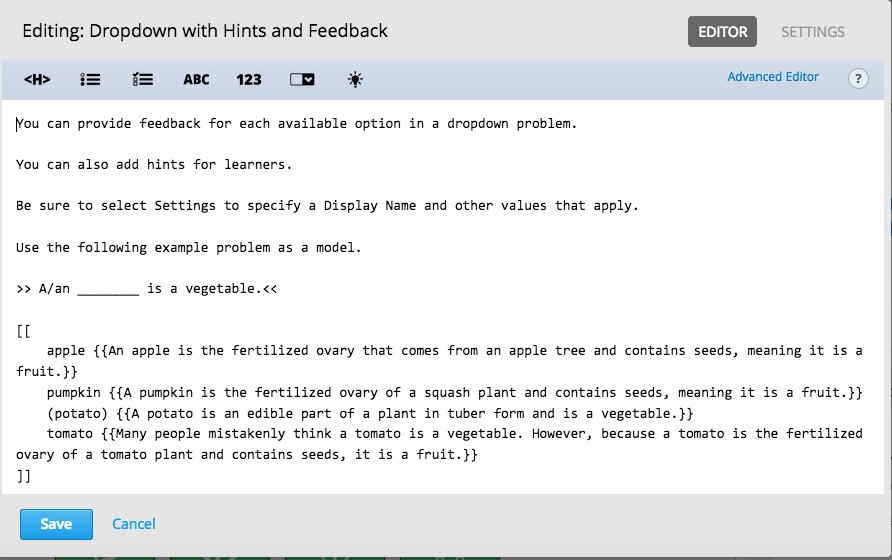 Editing: Dropdown with Hints and Feedback
EDITOR
SETTINGS
<H>
ABC
123
Advanced Editor
?
You can provide feedback for each available option in a dropdown problem.
You can also add hints for learners.
Be sure to select Settings to specify a Display Name and other values that apply.
Use the following example problem as a model.
>> A/an ________ is a vegetable.<<
[[
apple {{An apple is the fertilized ovary that comes from an apple tree and contains seeds, meaning it is a
fruit.}}
pumpkin {{A pumpkin is the fertilized ovary of a squash plant and contains seeds, meaning it is a fruit.}}
(potato) {{A potato is an edible part of a plant in tuber form and is a vegetable.}}
tomato {{Many people mistakenly think a tomato is a vegetable. However, because a tomato is the fertilized
ovary of a tomato plant and contains seeds, it is a fruit.}}
]]
Save
Cancel